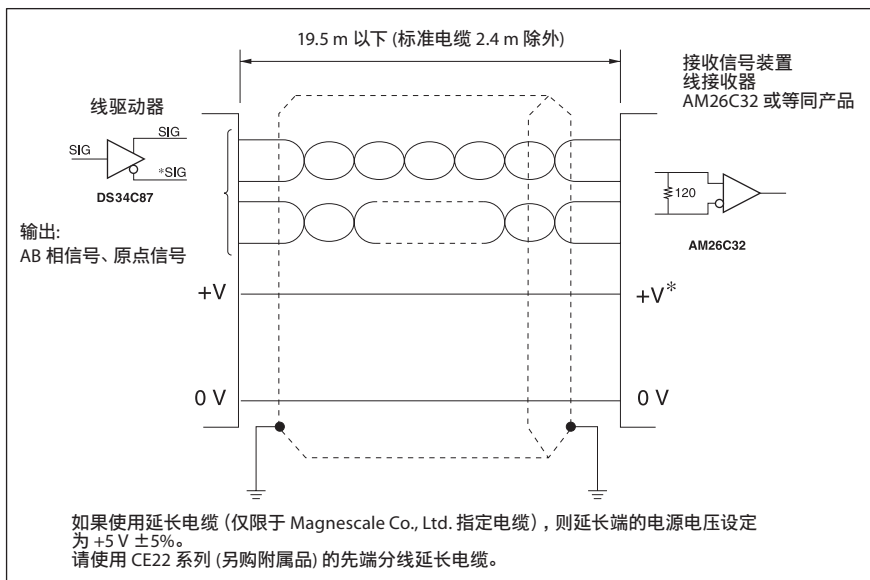 19.5 m 以下 (标准电缆 2.4 m 除外)
接收信号装置
线接收器
AM26C32 或等同产品
线驱动器
SIG
SIG
*SIG
DS34C87
120
AM26C32
输出:
AB 相信号、原点信号
+V
+V*
0 V
0 V
如果使用延长电缆 (仅限于 Magnescale Co., Ltd. 指定电缆) , 则延长端的电源电压设定
为 +5 V ±5%。
请使用 CE22 系列 (另购附属品) 的先端分线延长电缆。